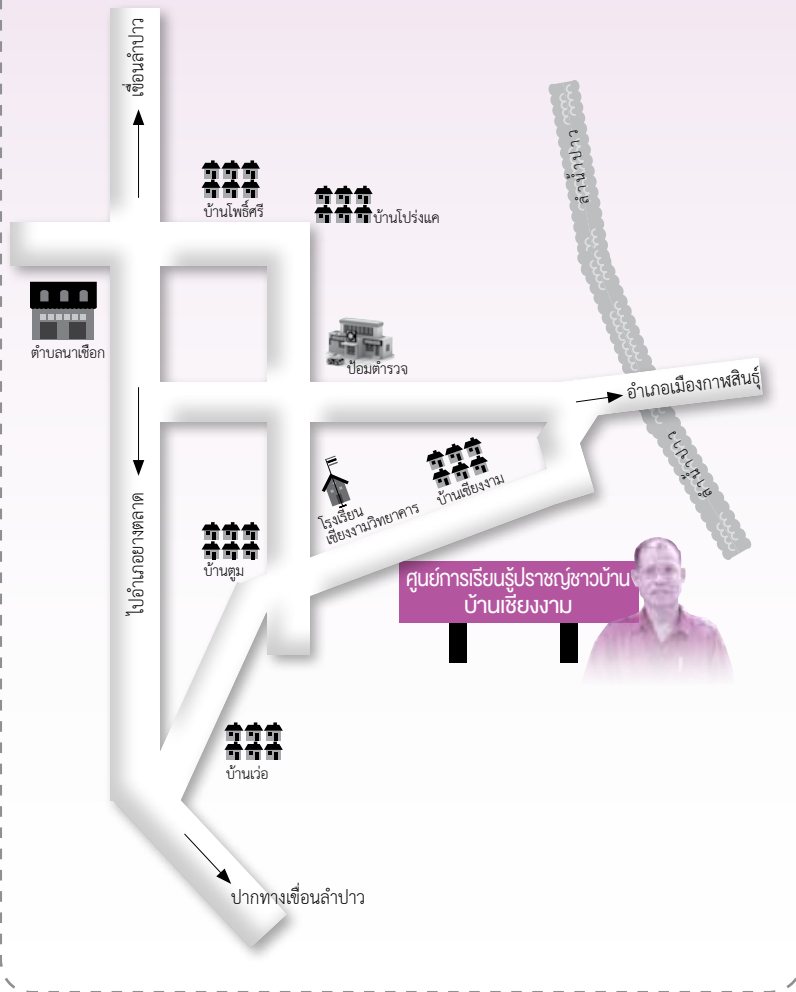 เขื่อนลำปาว
ลำน้ำปาว
บ้านโพธิ์ศรี
บ้านโปร่งแค
ตำบลนาเชือก
ป้อมตำรวจ
อำเภอเมืองกาฬสินธุ์
ลำน้ำปาว
ไปอำเภอยางตลาด
โรงเรียน
เชียงงามวิทยาคาร
บ้านเชียงงาม
บ้านตูม
ศูนย์การเรียนรู้ปราชญ์ชาวบ้าน
บ้านเชียงงาม
บ้านเว่อ
ปากทางเขื่อนลำปาว